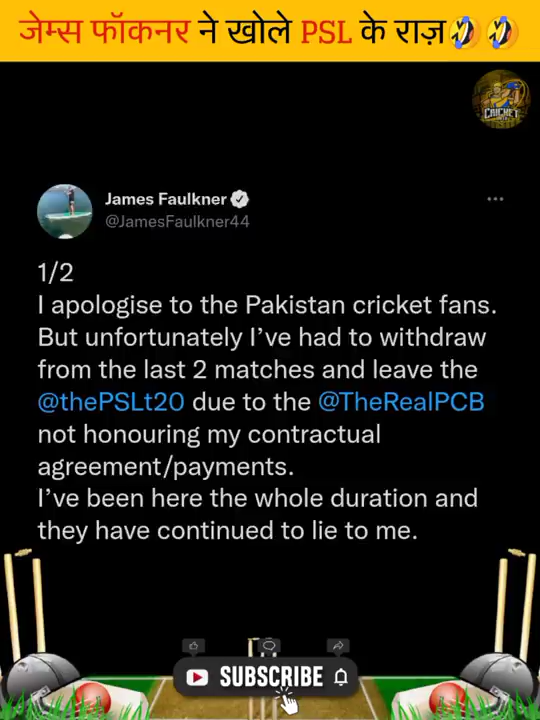 जेम्स फॉकनर ने खोले PSL के राज़🤣🤣
CRICKET
James Faulkner
@JamesFaulkner44
1/2
I apologise to the Pakistan cricket fans.
But unfortunately I’ve had to withdraw
from the last 2 matches and leave the
@thePSLt20 due to the @TheRealPCB
not honouring my contractual
agreement/payments.
I’ve been here the whole duration and
they have continued to lie to me.
SUBSCRIBE